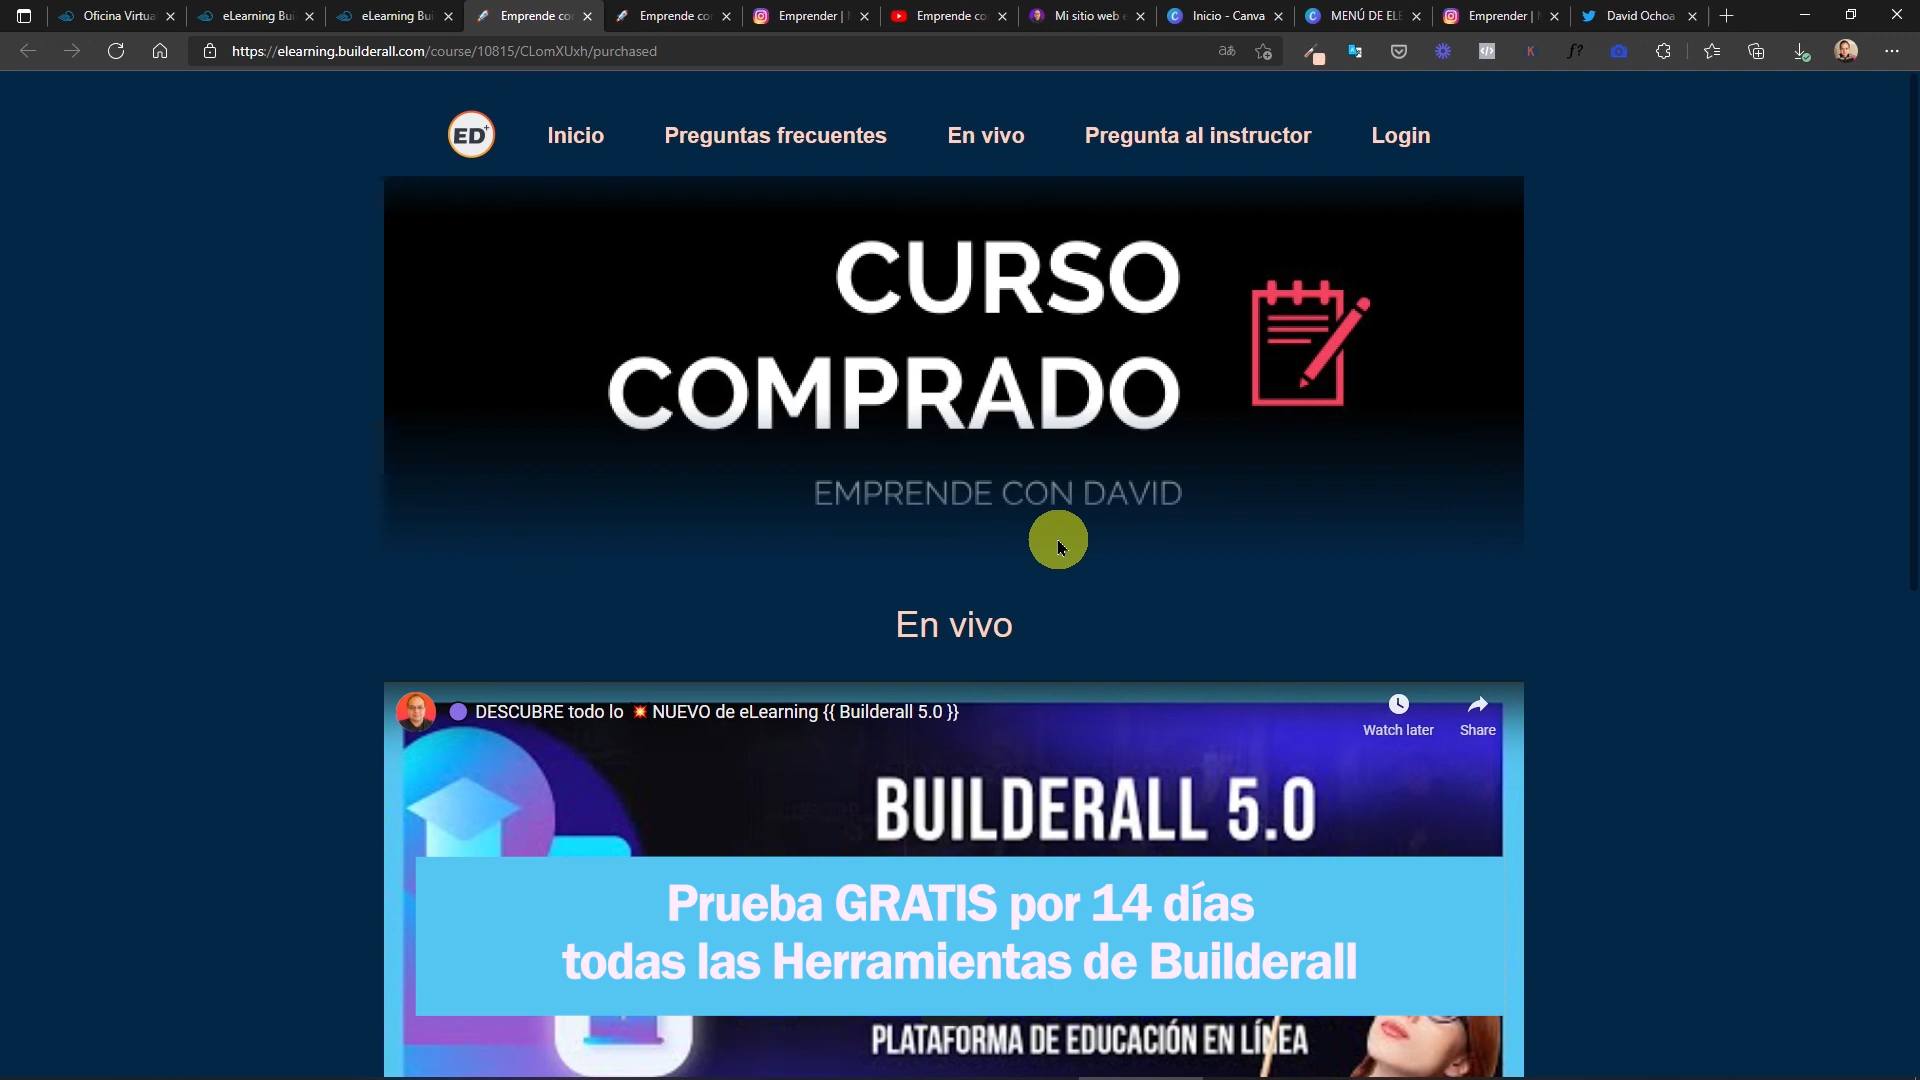 Oficina Virtua
eLearning Bu
eLearning Bu
Emprende co
Emprende co
Emprender |
Emprende co
Mi sitio web
Inicio - Canva
MENÚ DE ELE
Emprender |
David Ochoa
https://elearning.builderall.com/course/10815/CLomXUxh/purchased
ED+
Inicio
Preguntas frecuentes
En vivo
Pregunta al instructor
Login
CURSO
COMPRADO
EMPRENDE CON DAVID
En vivo
DESCUBRE todo lo 💥 NUEVO de eLearning {{ Builderall 5.0 }}
Watch later
Share
BUILDERALL 5.0
Prueba GRATIS por 14 días
todas las Herramientas de Builderall
PLATAFORMA DE EDUCACIÓN EN LÍNEA